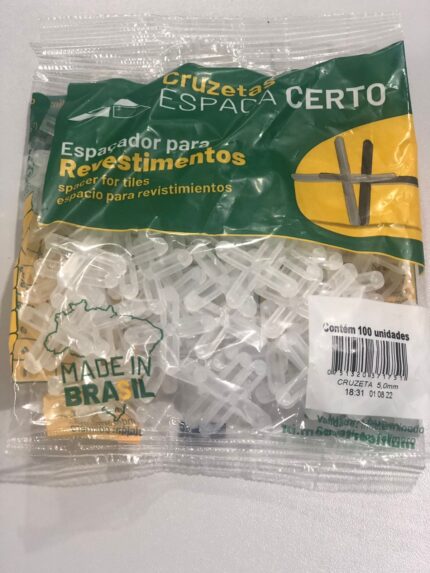 Cruzetas
ESPAÇA CERTO
Espaçador para
Revestimentos
spacer for tiles
espacio para revistimientos
Contém 100 unidades
CRUZETA 5,0mm
18:31 01 08 22
MADE IN
BRASIL